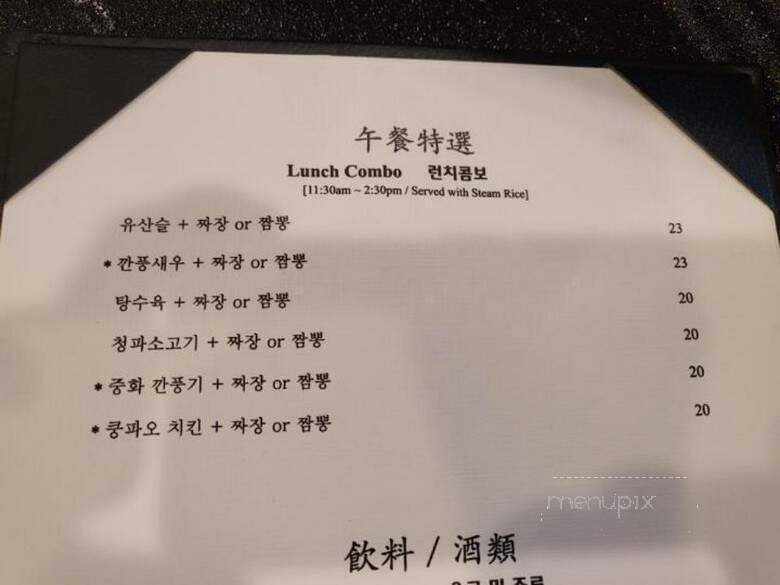 午餐特選
Lunch Combo 런치콤보
[11:30am ~ 2:30pm / Served with Steam Rice]
유산슬 + 짜장 or 짬뽕 23
* 깐풍새우 + 짜장 or 짬뽕 23
탕수육 + 짜장 or 짬뽕 20
청파소고기 + 짜장 or 짬뽕 20
* 중화 깐풍기 + 짜장 or 짬뽕 20
* 쿵파오 치킨 + 짜장 or 짬뽕 20
menupix
飲料 / 酒類